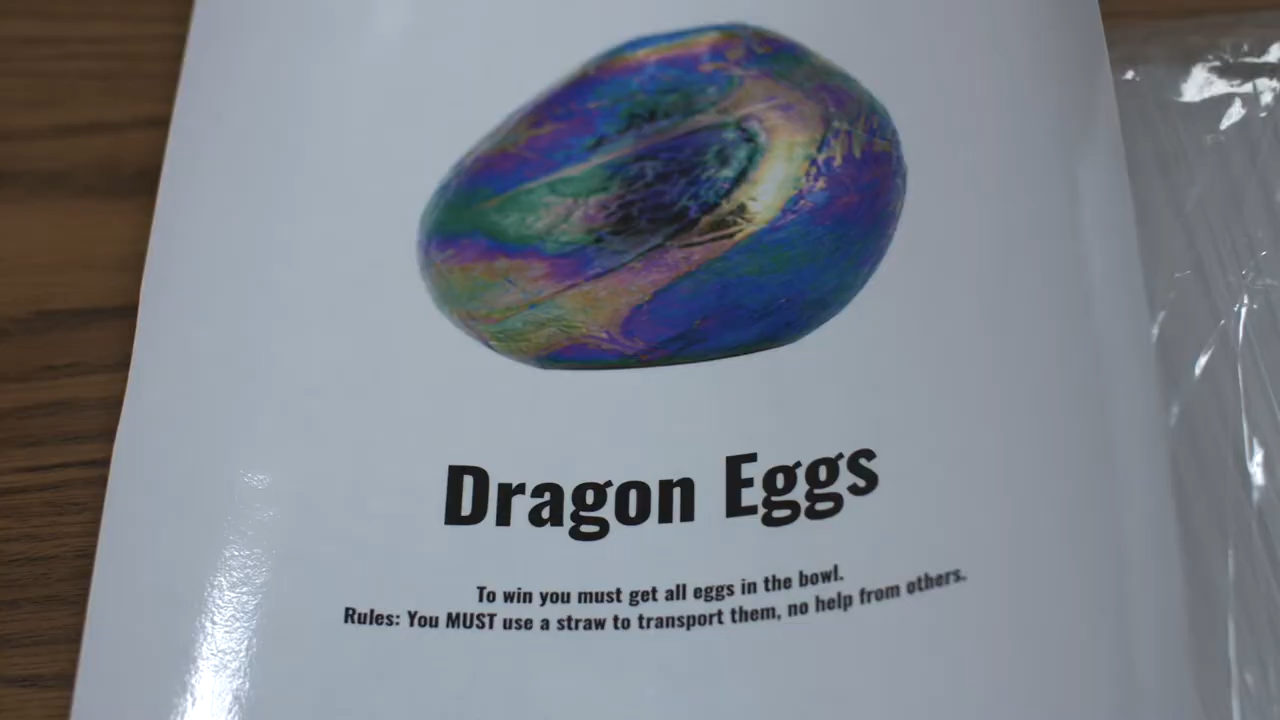 Dragon Eggs
To win you must get all eggs in the bowl.
Rules: You MUST use a straw to transport them, no help from others.